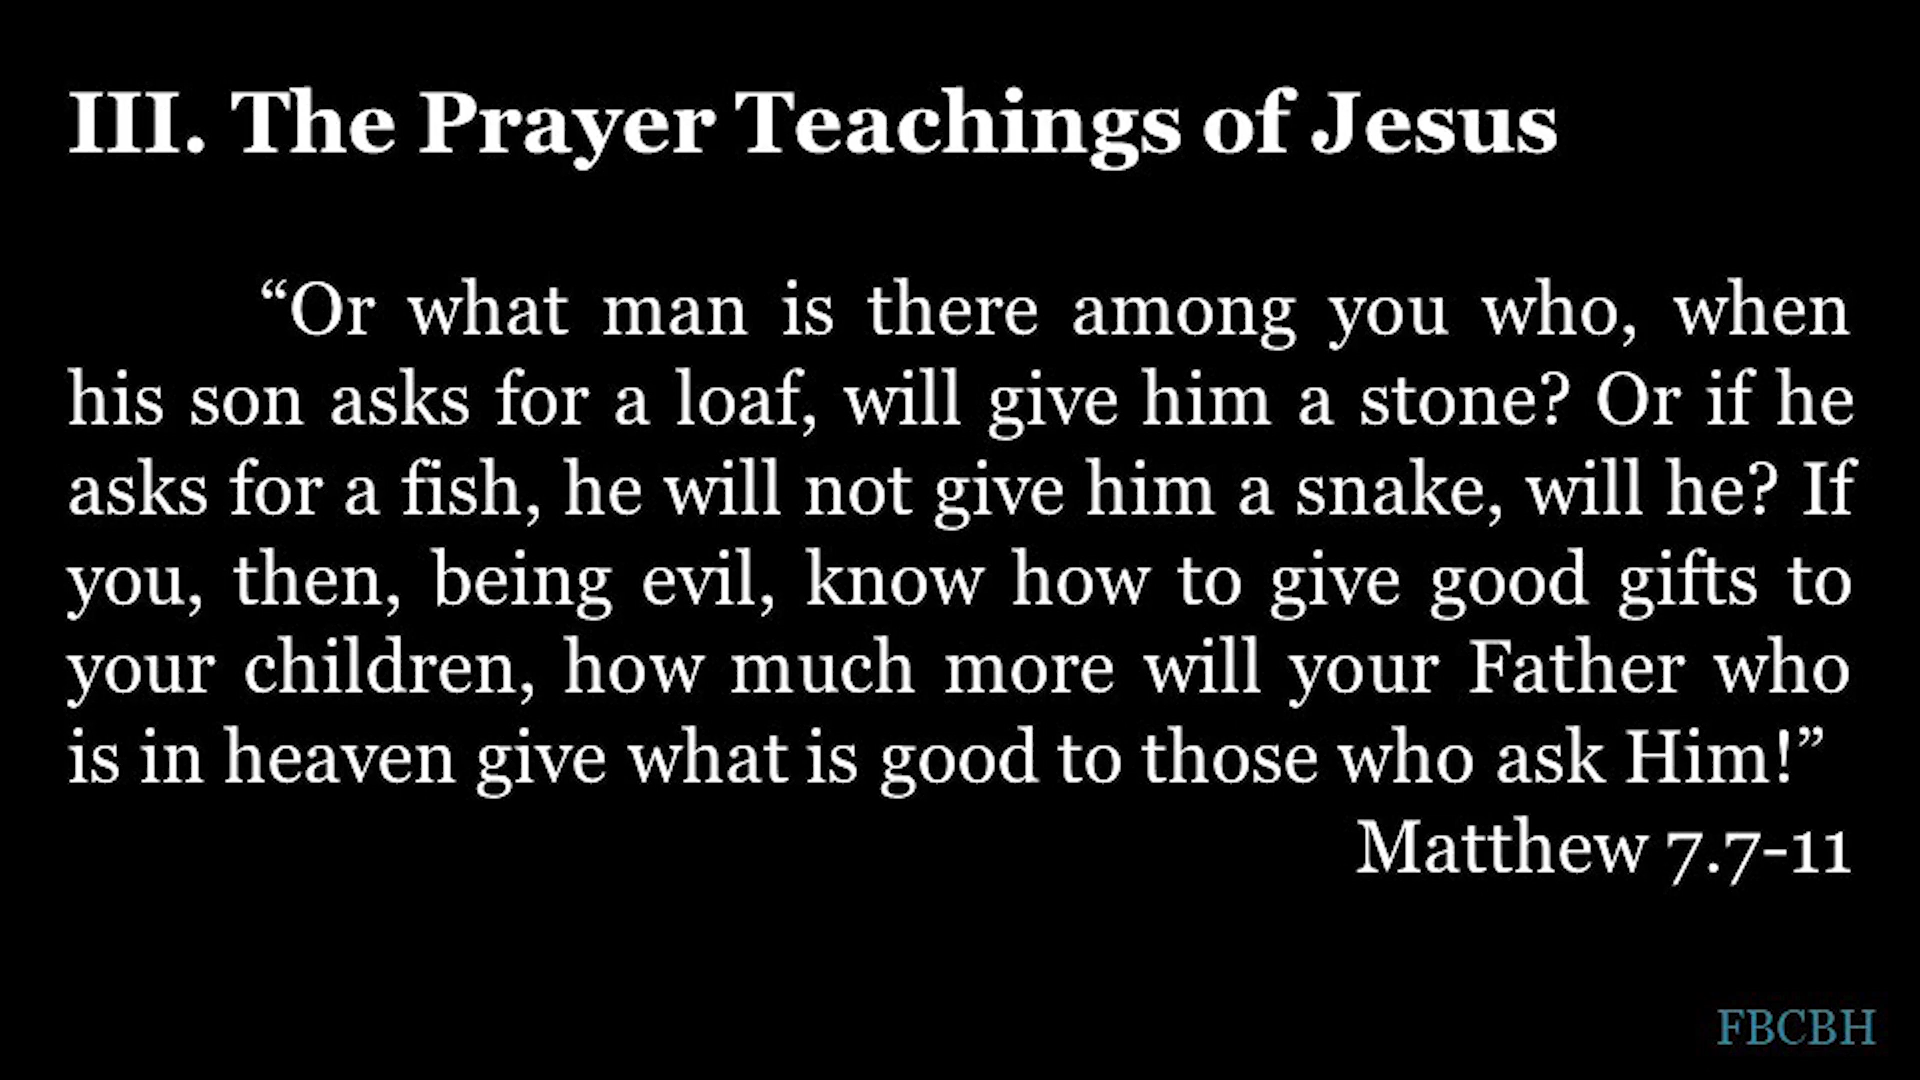 III. The Prayer Teachings of Jesus
“Or what man is there among you who, when
his son asks for a loaf, will give him a stone? Or if he
asks for a fish, he will not give him a snake, will he? If
you, then, being evil, know how to give good gifts to
your children, how much more will your Father who
is in heaven give what is good to those who ask Him!”
Matthew 7.7-11
FBCBH